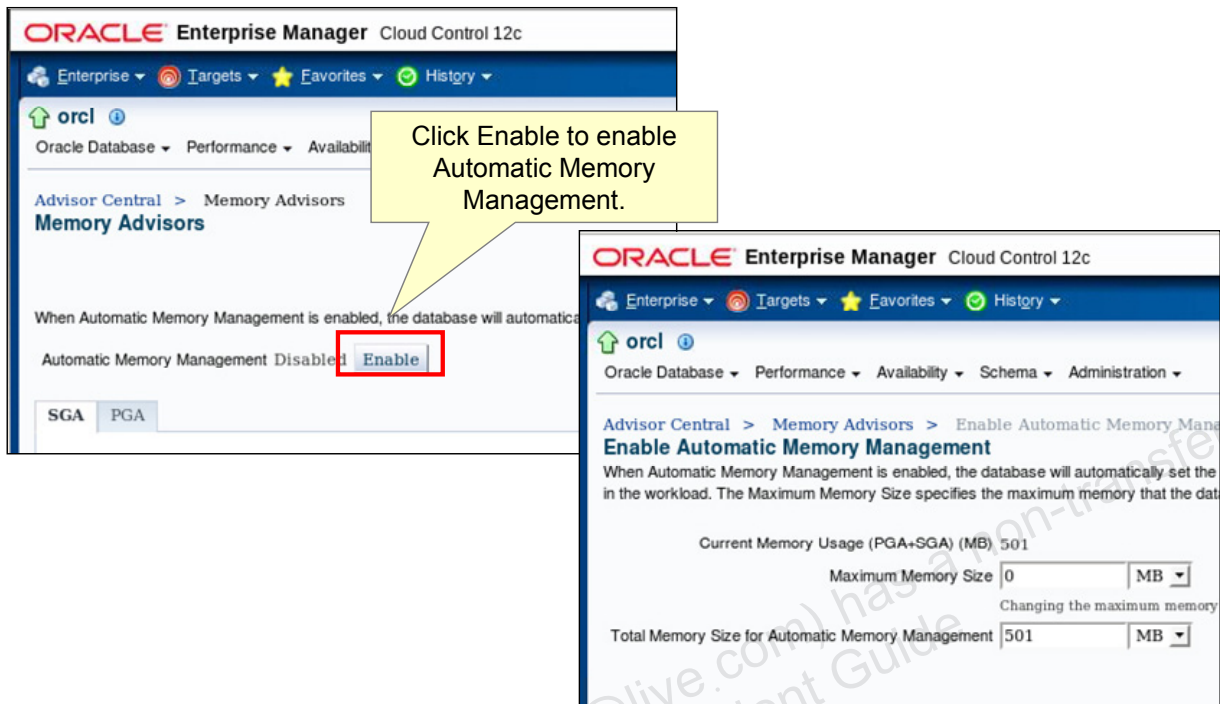 ORACLE Enterprise Manager Cloud Control 12c
Enterprise Targets Favorites History
orcl
Oracle Database Performance
Click Enable to enable
Automatic Memory
Management.
Advisor Central > Memory Advisors
Memory Advisors
When Automatic Memory Management is enabled, the database will
Automatic Memory Management Disabled Enable
SGA PGA
ORACLE Enterprise Manager Cloud Control 12c
Enterprise Targets Favorites History
orcl
Oracle Database Performance Availability Schema Administration
Advisor Central > Memory Advisors > Enable Automatic Memory
Enable Automatic Memory Management
When Automatic Memory Management is enabled, the database will automatically set the
in the workload. The Maximum Memory Size specifies the maximum memory that the
Current Memory Usage (PGA+SGA) (MB) 501
Maximum Memory Size 0 MB
Changing the maximum memory
Total Memory Size for Automatic Memory Management 501 MB
has a non-transfe
live.com) Guide